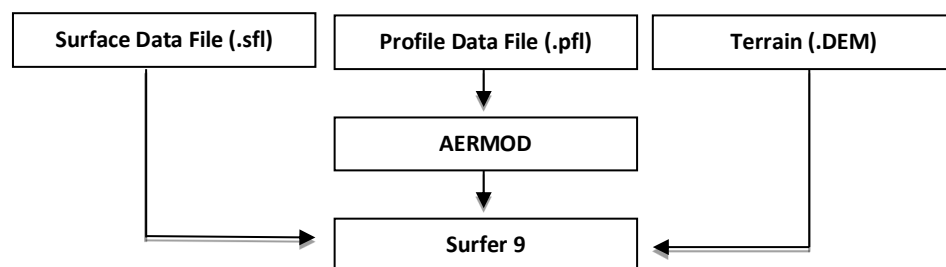 Surface Data File (.sfl)
Profile Data File (.pfl)
Terrain (.DEM)
AERMOD
Surfer 9